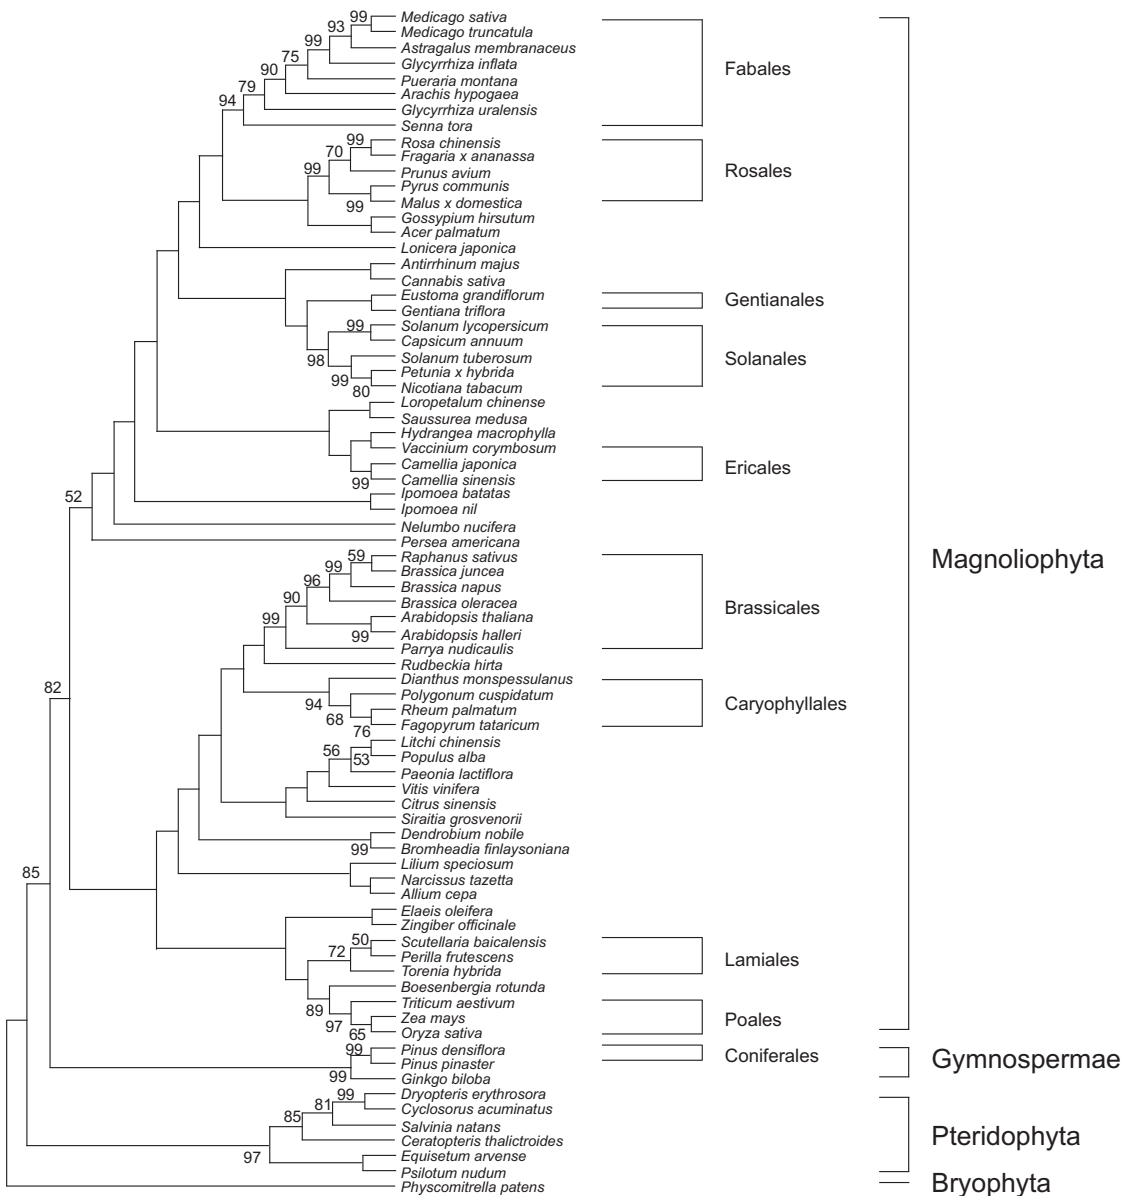 99
Medicago sativa
93
Medicago truncatula
99
Astragalus membranaceus
75
Glycyrrhiza inflata
90
Pueraria montana
79
Arachis hypogaea
94
Glycyrrhiza uralensis
Senna tora
Fabales
99
Rosa chinensis
70
Fragaria x ananassa
99
Prunus avium
Pyrus communis
99
Malus x domestica
Rosales
Gossypium hirsutum
Acer palmatum
Lonicera japonica
Antirrhinum majus
Cannabis sativa
Eustoma grandiflorum
Gentiana triflora
Gentianales
99
Solanum lycopersicum
Capsicum annuum
98
Solanum tuberosum
99
Petunia x hybrida
80
Nicotiana tabacum
Solanales
Loropetalum chinense
Saussurea medusa
Hydrangea macrophylla
Vaccinium corymbosum
Camellia japonica
99
Camellia sinensis
Ericales
52
Ipomoea batatas
Ipomoea nil
Nelumbo nucifera
Persea americana
59
Raphanus sativus
99
Brassica juncea
96
Brassica napus
90
Brassica oleracea
99
Arabidopsis thaliana
99
Arabidopsis halleri
Parrya nudicaulis
Brassicales
Rudbeckia hirta
82
Dianthus monspessulanus
94
Polygonum cuspidatum
68
Rheum palmatum
76
Fagopyrum tataricum
Caryophyllales
Litchi chinensis
56
53
Populus alba
Paeonia lactiflora
Vitis vinifera
Citrus sinensis
Siraitia grosvenorii
Dendrobium nobile
99
Bromheadia finlaysoniana
85
Lilium speciosum
Narcissus tazetta
Allium cepa
Elaeis oleifera
Zingiber officinale
50
Scutellaria baicalensis
72
Perilla frutescens
Torenia hybrida
Lamiales
Boesenbergia rotunda
89
Triticum aestivum
97
Zea mays
65
Oryza sativa
Poales
Magnoliophyta
99
Pinus densiflora
Pinus pinaster
Coniferales
99
Ginkgo biloba
Gymnospermae
99
Dryopteris erythrosora
81
Cyclosorus acuminatus
85
Salvinia natans
Ceratopteris thalictroides
97
Equisetum arvense
Psilotum nudum
Pteridophyta
Physcomitrella patens
Bryophyta